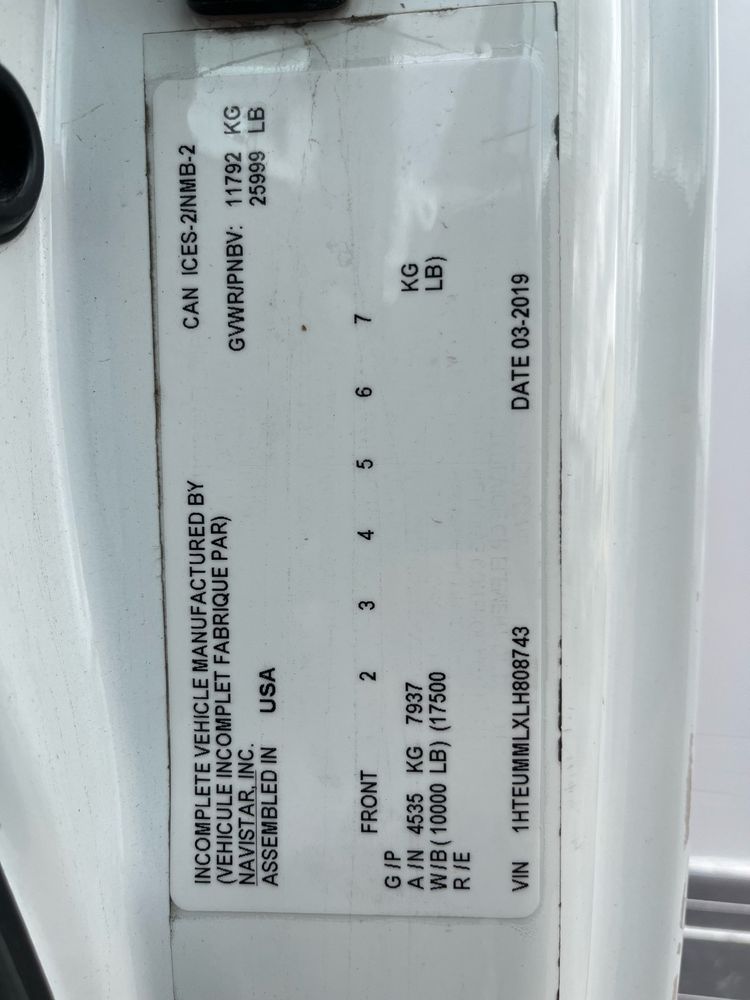 INCOMPLETE VEHICLE MANUFACTURED BY
(VEHICULE INCOMPLET FABRIQUE PAR)
NAVISTAR, INC.
ASSEMBLED IN USA
CAN ICES-2/NMB-2
GVWR/PNBV: 11792 KG
25999 LB
FRONT 2 3 4 5 6 7
G/P
A/N 4535 KG 7937 KG
W/B (10000 LB) (17500 LB)
R/E
VIN 1HTEUMMLXLH808743 DATE 03-2019